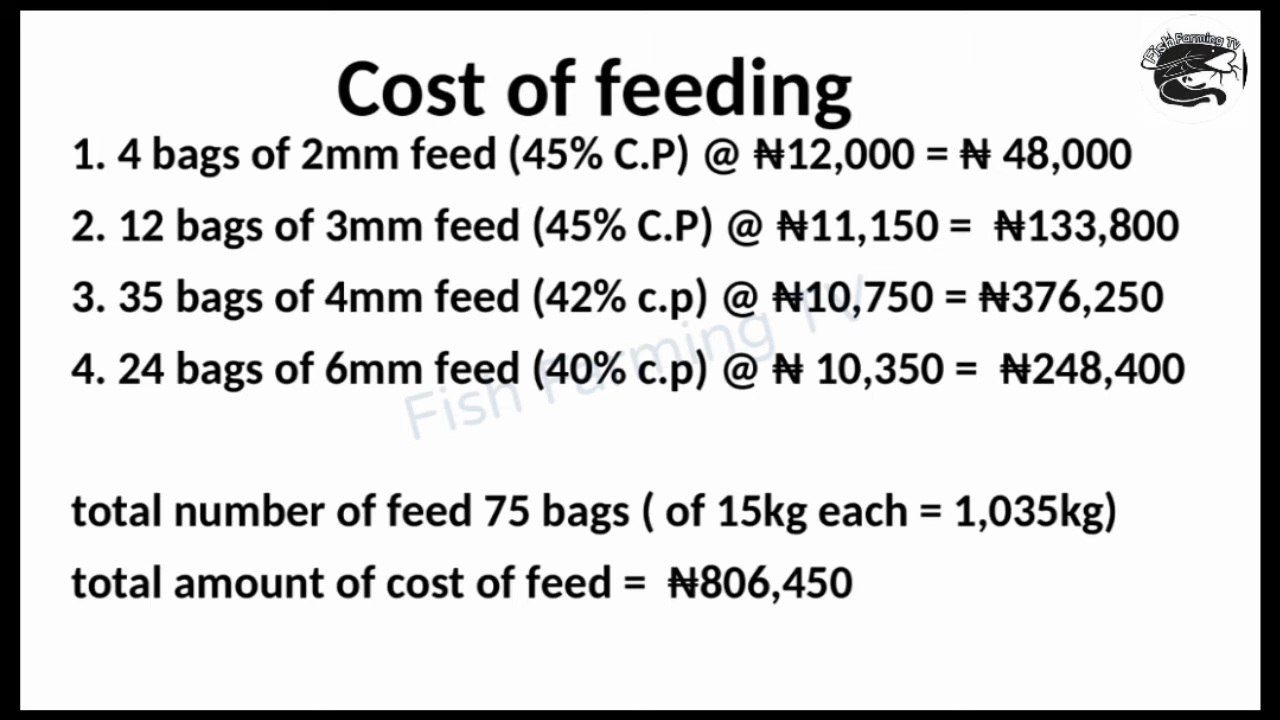 Fish Farming Tv
Cost of feeding
1. 4 bags of 2mm feed (45% C.P) @ ₦12,000 = ₦ 48,000
2. 12 bags of 3mm feed (45% C.P) @ ₦11,150 = ₦133,800
3. 35 bags of 4mm feed (42% c.p) @ ₦10,750 = ₦376,250
4. 24 bags of 6mm feed (40% c.p) @ ₦ 10,350 = ₦248,400
Fish Farming TV
total number of feed 75 bags ( of 15kg each = 1,035kg)
total amount of cost of feed = ₦806,450